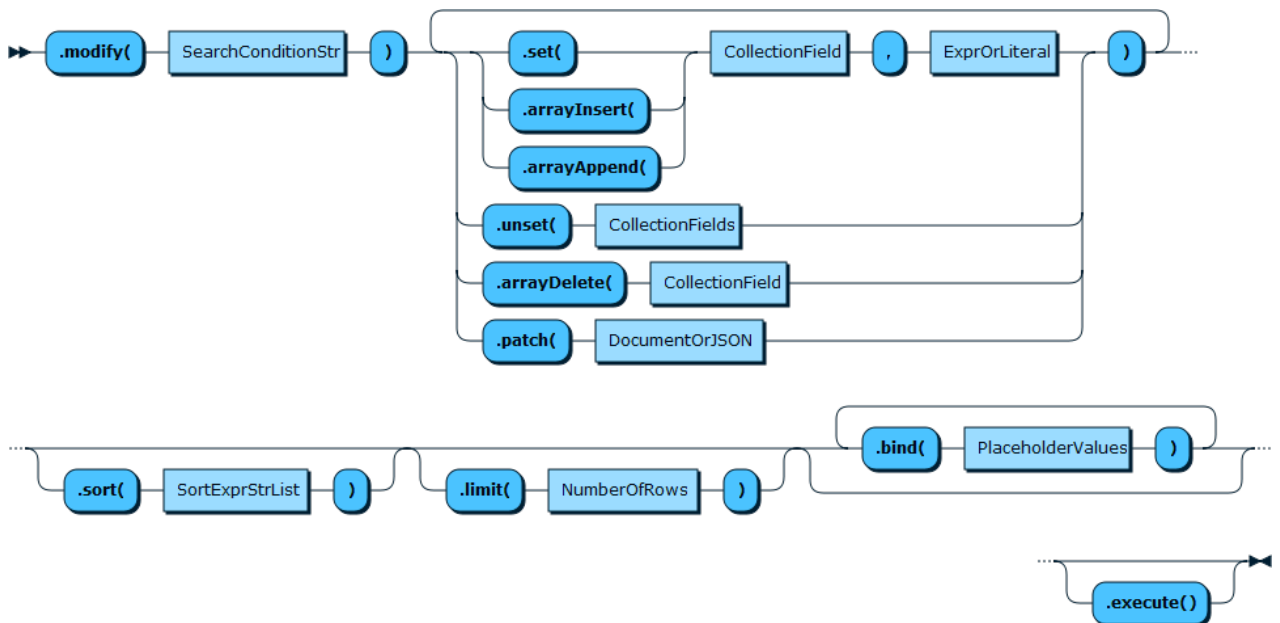 .modify( SearchConditionStr ) .set( CollectionField , ExprOrLiteral )
.arrayInsert(
.arrayAppend(
.unset( CollectionFields
.arrayDelete( CollectionField
.patch( DocumentOrJSON
.bind( PlaceholderValues )
.sort( SortExprStrList ) .limit( NumberOfRows )
.execute()